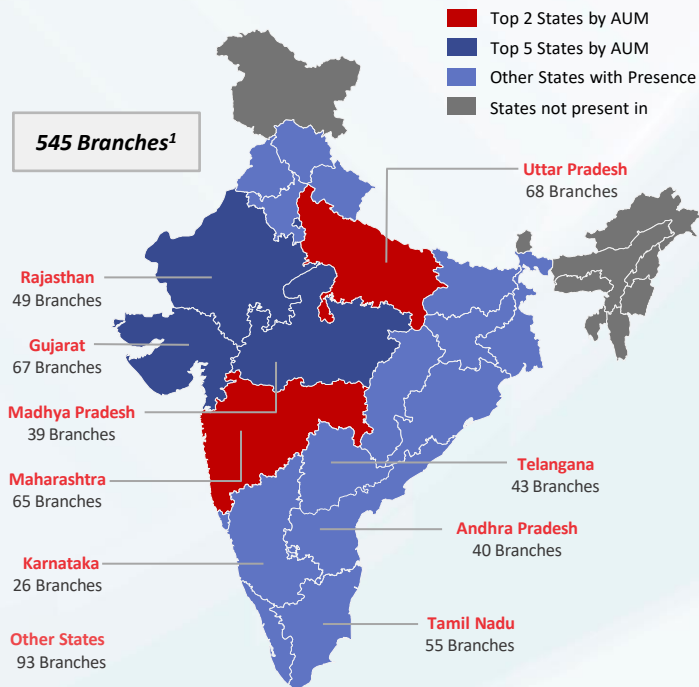 Top 2 States by AUM
Top 5 States by AUM
Other States with Presence
States not present in
545 Branches¹
Uttar Pradesh
68 Branches
Rajasthan
49 Branches
Gujarat
67 Branches
Madhya Pradesh
39 Branches
Maharashtra
65 Branches
Telangana
43 Branches
Andhra Pradesh
40 Branches
Karnataka
26 Branches
Tamil Nadu
55 Branches
Other States
93 Branches